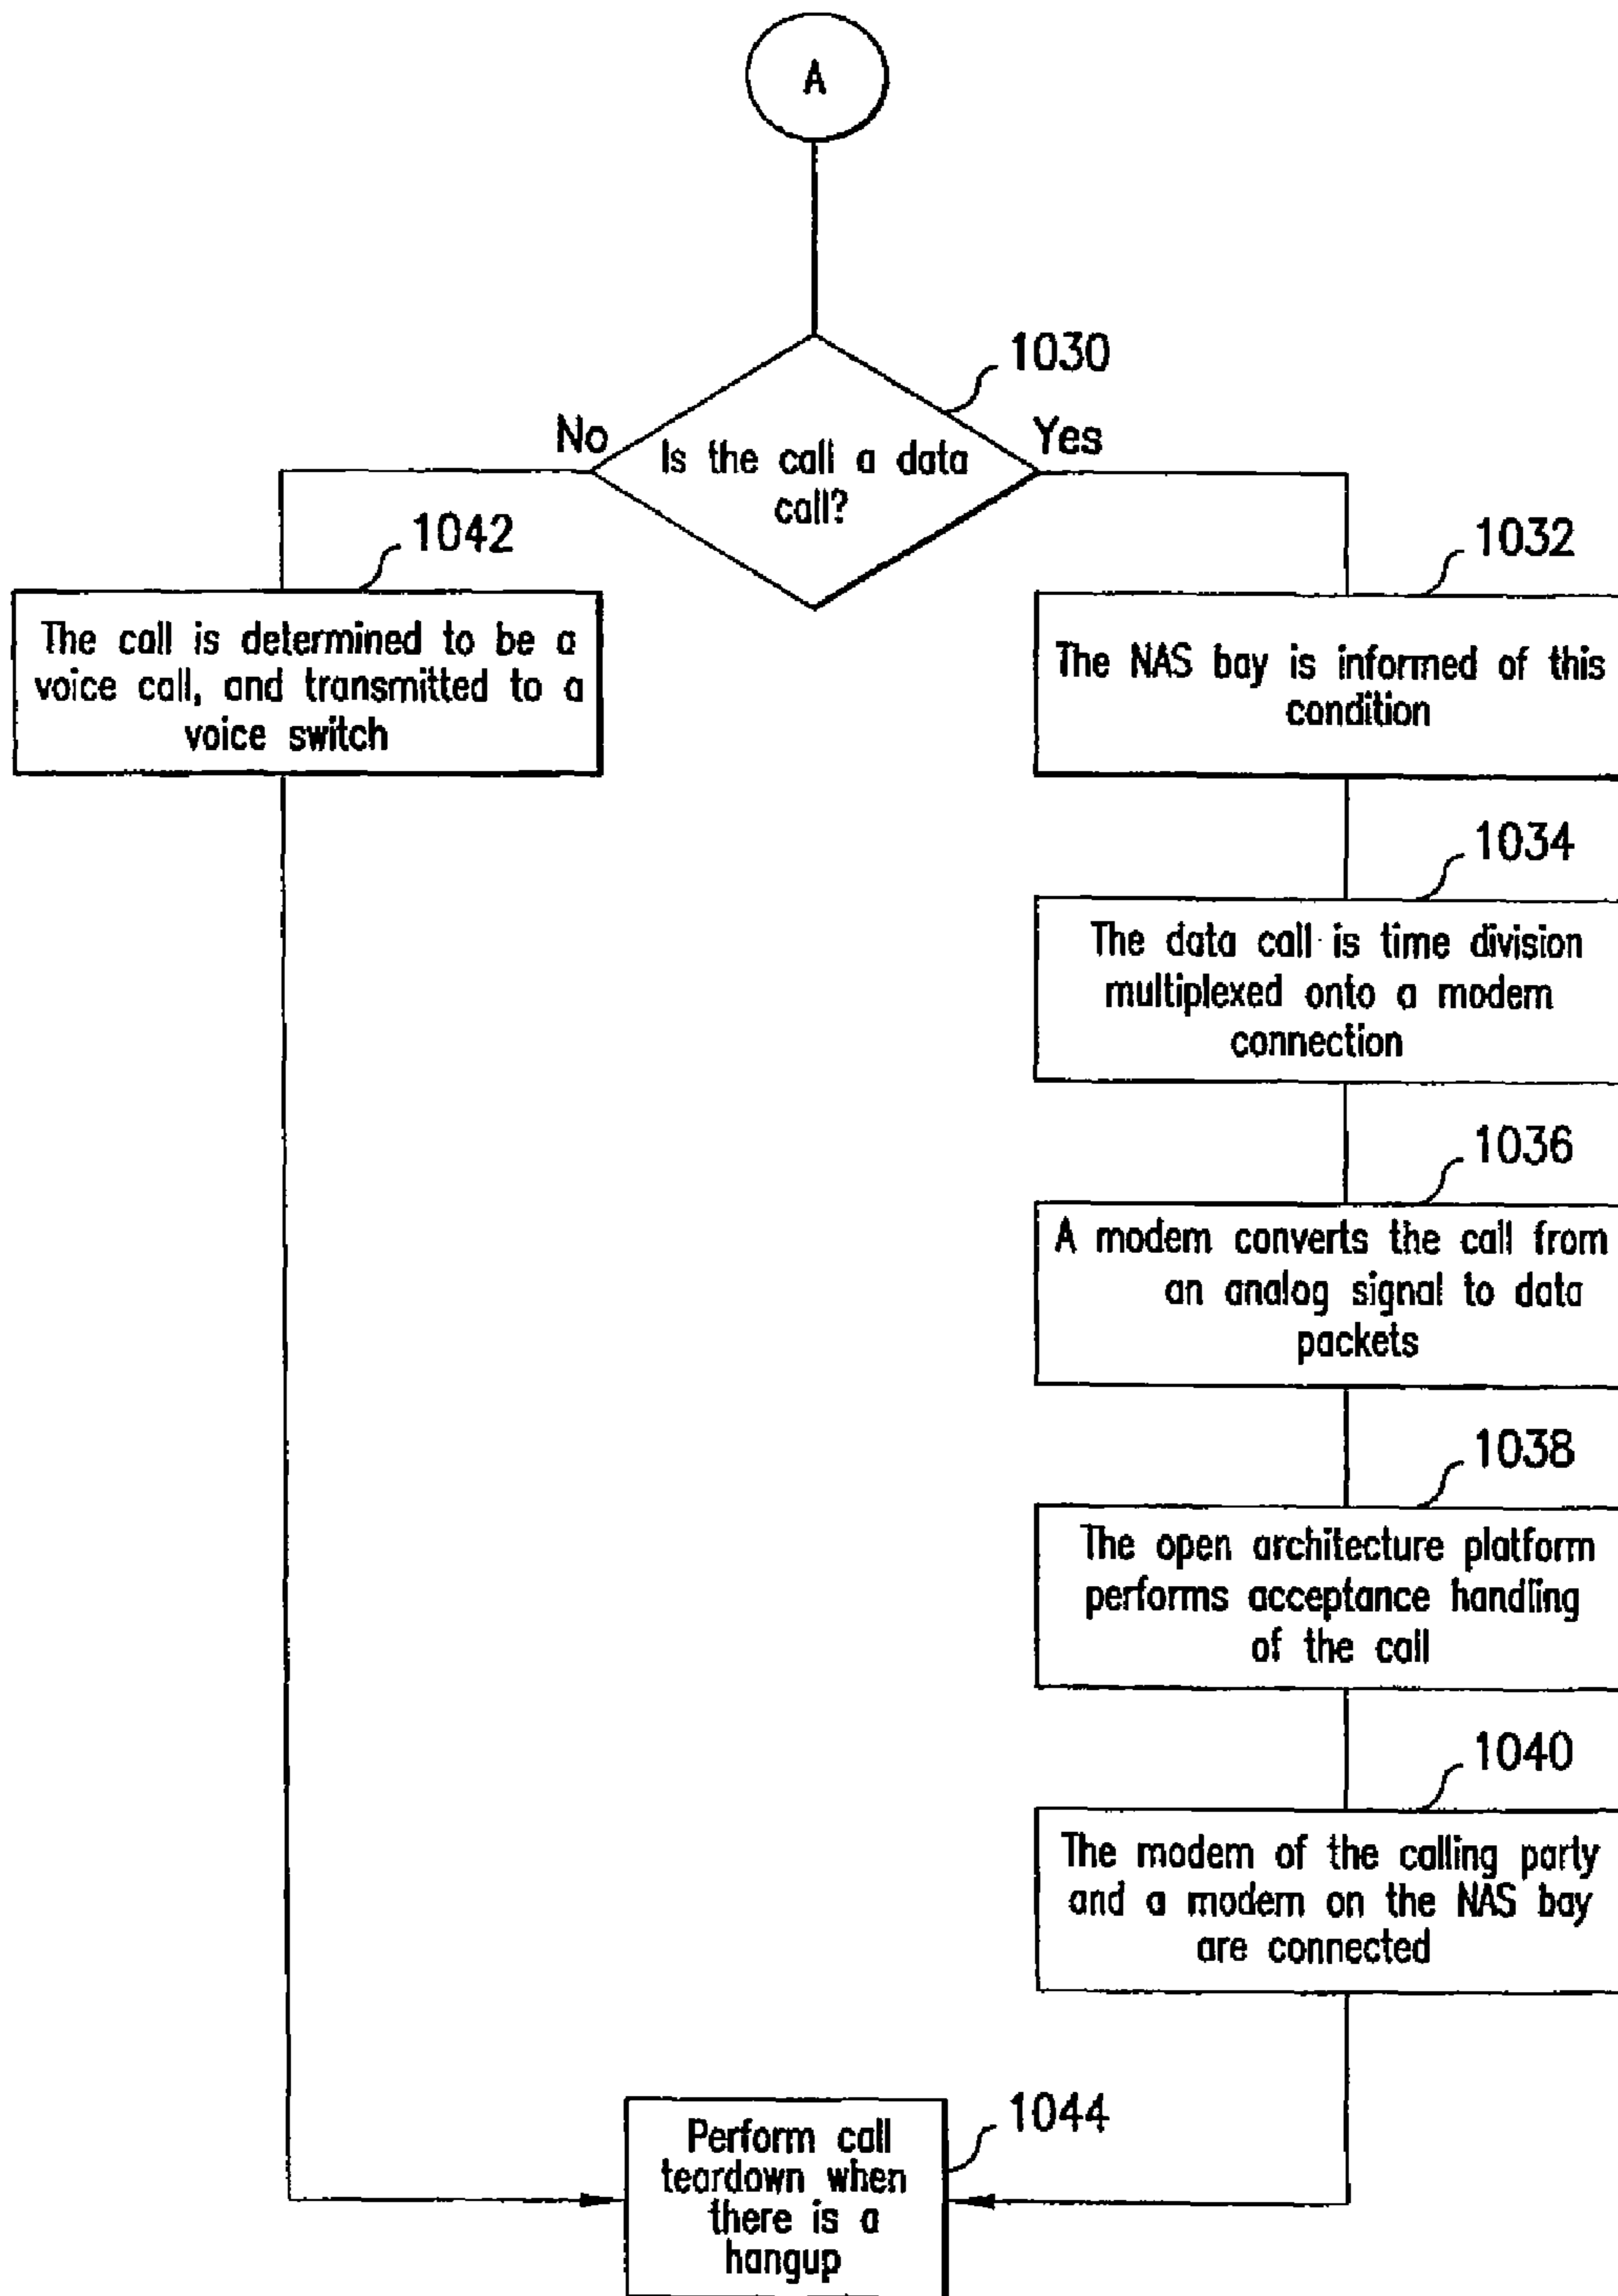 A
1030
No
Yes
Is the call a data
call?
1042
The call is determined to be a
voice call, and transmitted to a
voice switch
1032
The NAS bay is informed of this
condition
1034
The data call is time division
multiplexed onto a modem
connection
1036
A modem converts the call from
an analog signal to data
packets
1038
The open architecture platform
performs acceptance handling
of the call
1040
The modem of the calling party
and a modem on the NAS bay
are connected
1044
Perform call
teardown when
there is a
hangup